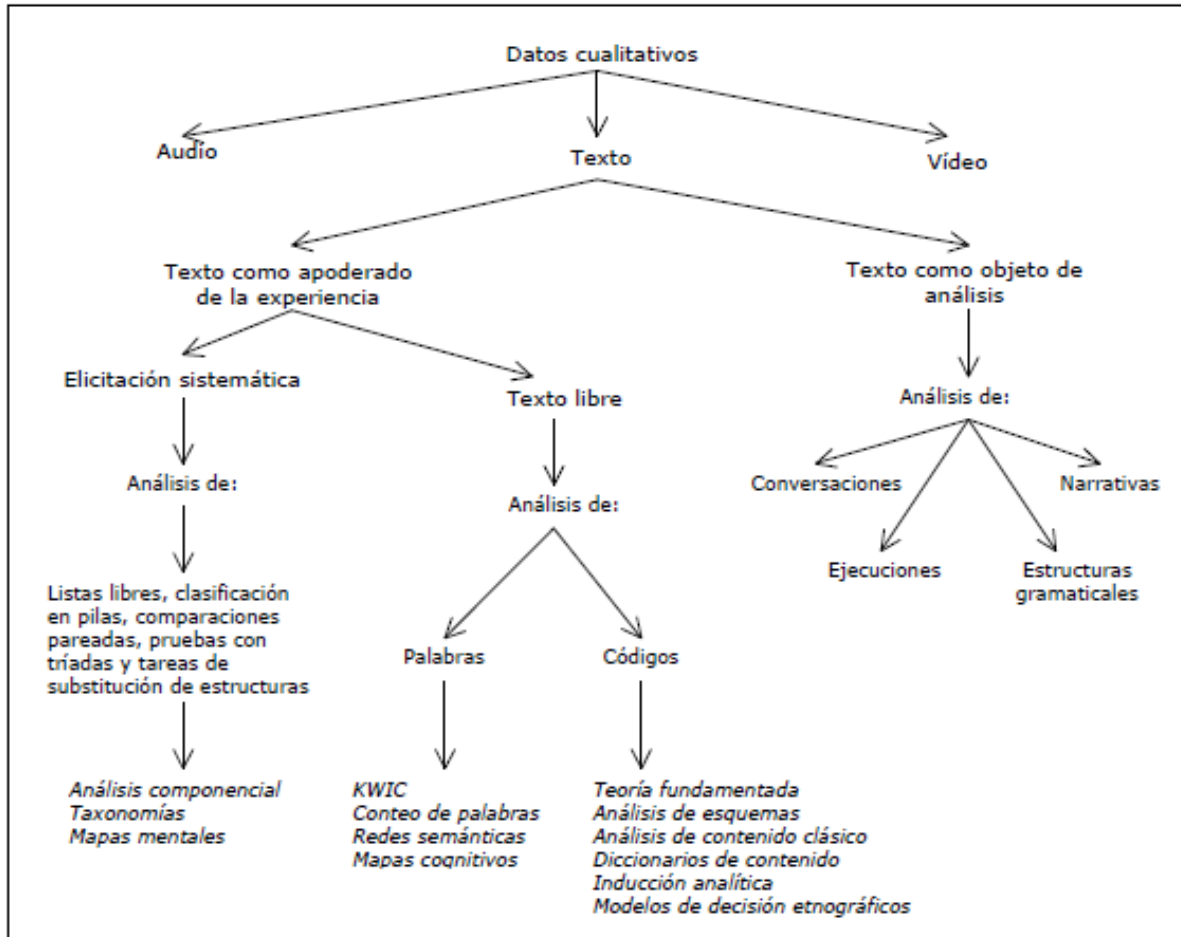 Datos cualitativos
Audío
Texto
Vídeo
Texto como apoderado
de la experiencia
Texto como objeto de
análisis
Elicitación sistemática
Texto libre
Análisis de:
Análisis de:
Análisis de:
Conversaciones
Narrativas
Ejecuciones
Estructuras
gramaticales
Listas libres, clasificación
en pilas, comparaciones
pareadas, pruebas con
tríadas y tareas de
substitución de estructuras
Palabras
Códigos
Análisis componencial
Taxonomías
Mapas mentales
KWIC
Conteo de palabras
Redes semánticas
Mapas cognitivos
Teoría fundamentada
Análisis de esquemas
Análisis de contenido clásico
Diccionarios de contenido
Inducción analítica
Modelos de decisión etnográficos